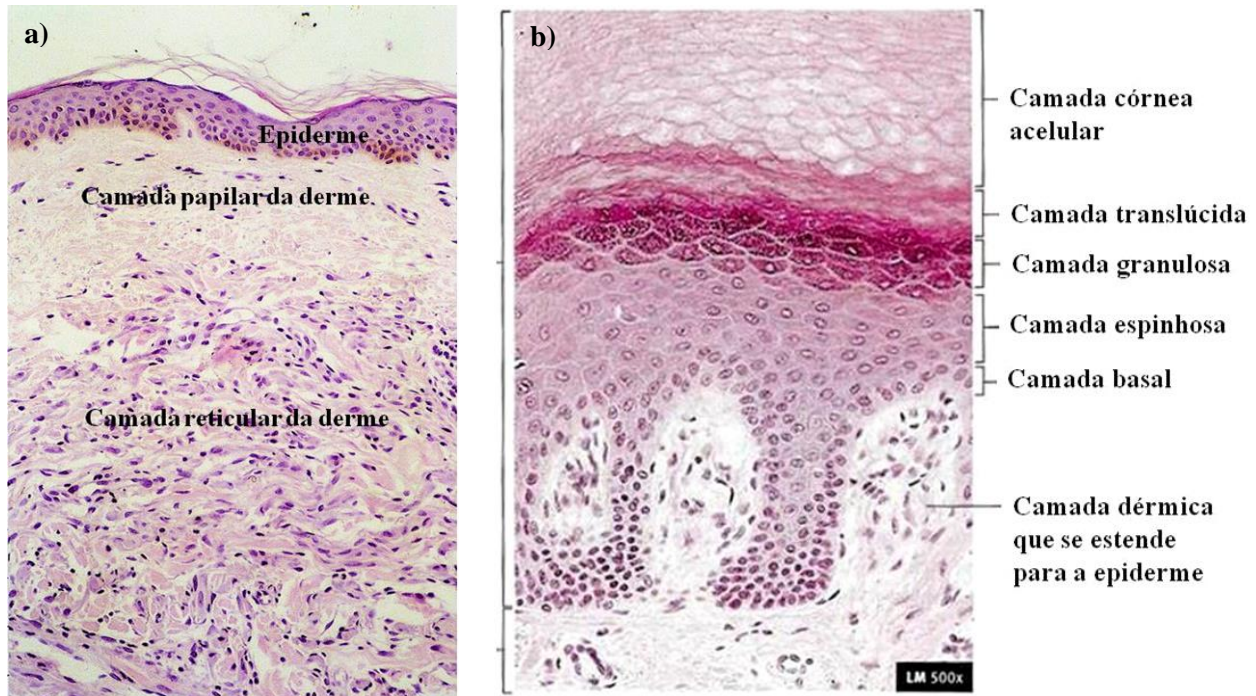 a)
Epiderme
Camada papilar da derme
Camada reticular da derme
b)
Camada córnea
acelular
Camada translúcida
Camada granulosa
Camada espinhosa
Camada basal
Camada dérmica
que se estende
para a epiderme
LM 500x